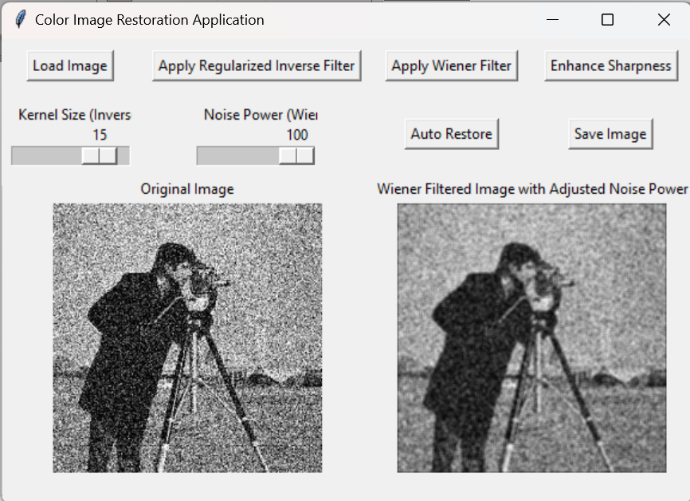 Color Image Restoration Application
Load Image
Apply Regularized Inverse Filter
Apply Wiener Filter
Enhance Sharpness
Kernel Size (Invers
Noise Power (Wien
15
100
Auto Restore
Save Image
Original Image
Wiener Filtered Image with Adjusted Noise Power